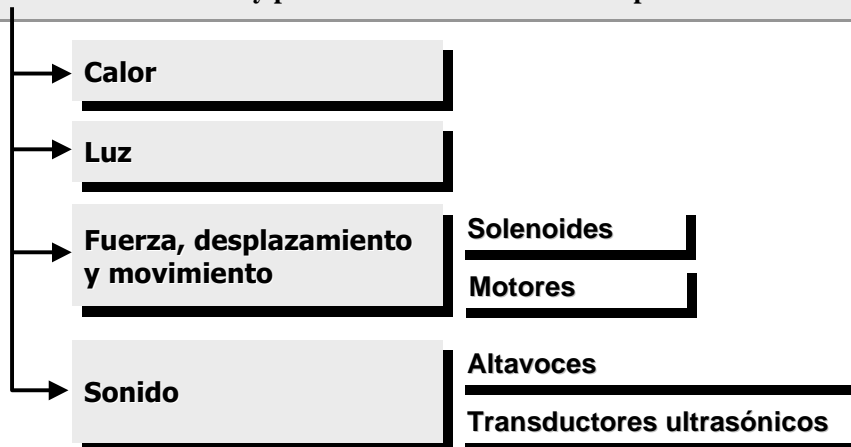 Calor
Luz
Fuerza, desplazamiento
y movimiento
Solenoides
Motores
Sonido
Altavoces
Transductores ultrasónicos